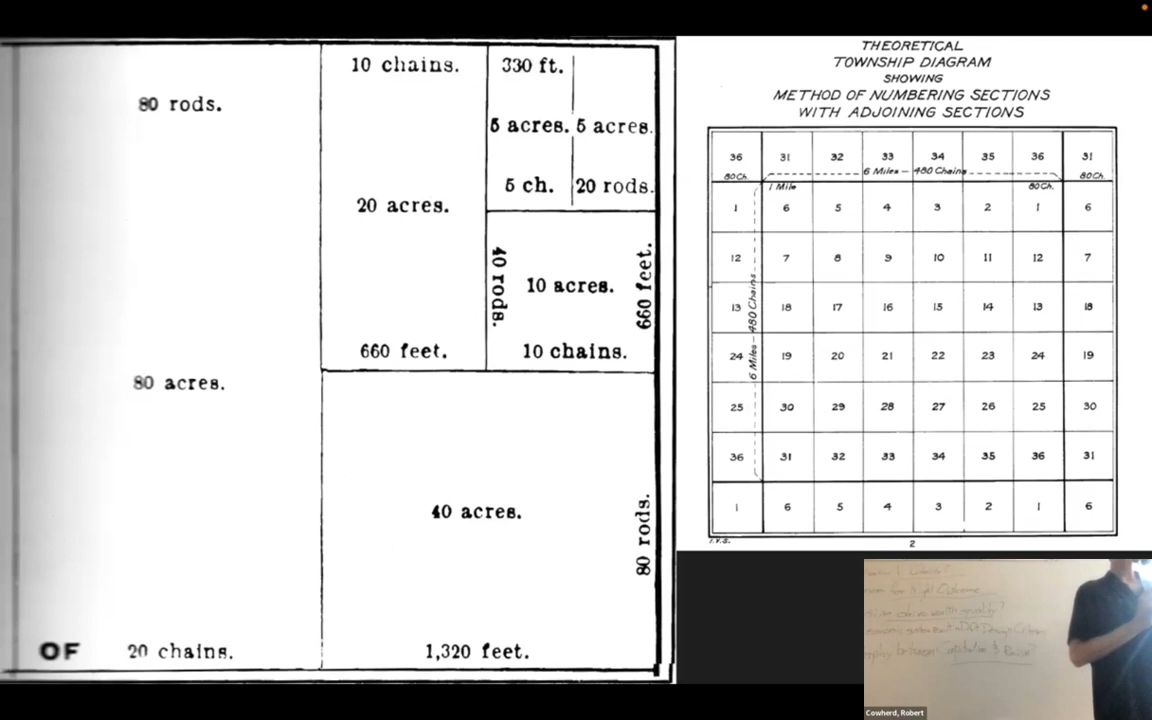 80 rods.
80 acres.
OF
20 chains.
10 chains.
20 acres.
660 feet.
330 ft.
5 acres. 5 acres.
5 ch. 20 rods.
40 rods.
10 acres.
660 feet.
10 chains.
40 acres.
80 rods.
1,320 feet.
THEORETICAL
TOWNSHIP DIAGRAM
SHOWING
METHOD OF NUMBERING SECTIONS
WITH ADJOINING SECTIONS
36 31 32 33 34 35 36 31
80 Ch. 6 Miles - 480 Chains 80 Ch.
1 Mile 80 Ch.
1 6 5 4 3 2 1 6
12 7 8 9 10 11 12 7
6 Miles - 480 Chains
13 18 17 16 15 14 13 18
24 19 20 21 22 23 24 19
25 30 29 28 27 26 25 30
36 31 32 33 34 35 36 31
1 6 5 4 3 2 1 6
I.V.S. 2
Cowherd, Robert